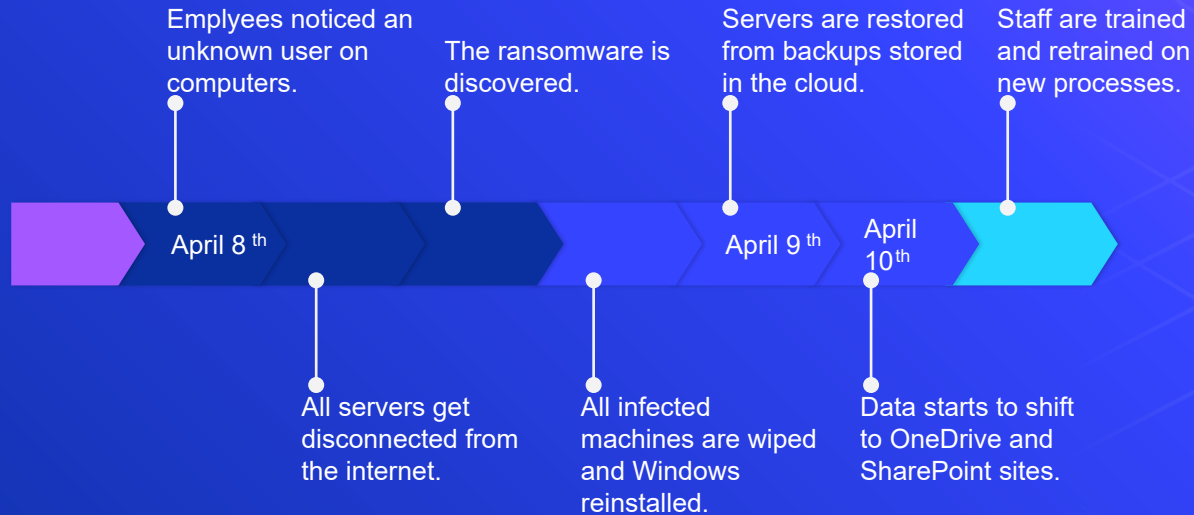 Emplyees noticed an
unknown user on
computers.
The ransomware is
discovered.
Servers are restored
from backups stored
in the cloud.
Staff are trained
and retrained on
new processes.
April 8 th
April 9 th
April
10th
All servers get
disconnected from
the internet.
All infected
machines are wiped
and Windows
reinstalled.
Data starts to shift
to OneDrive and
SharePoint sites.